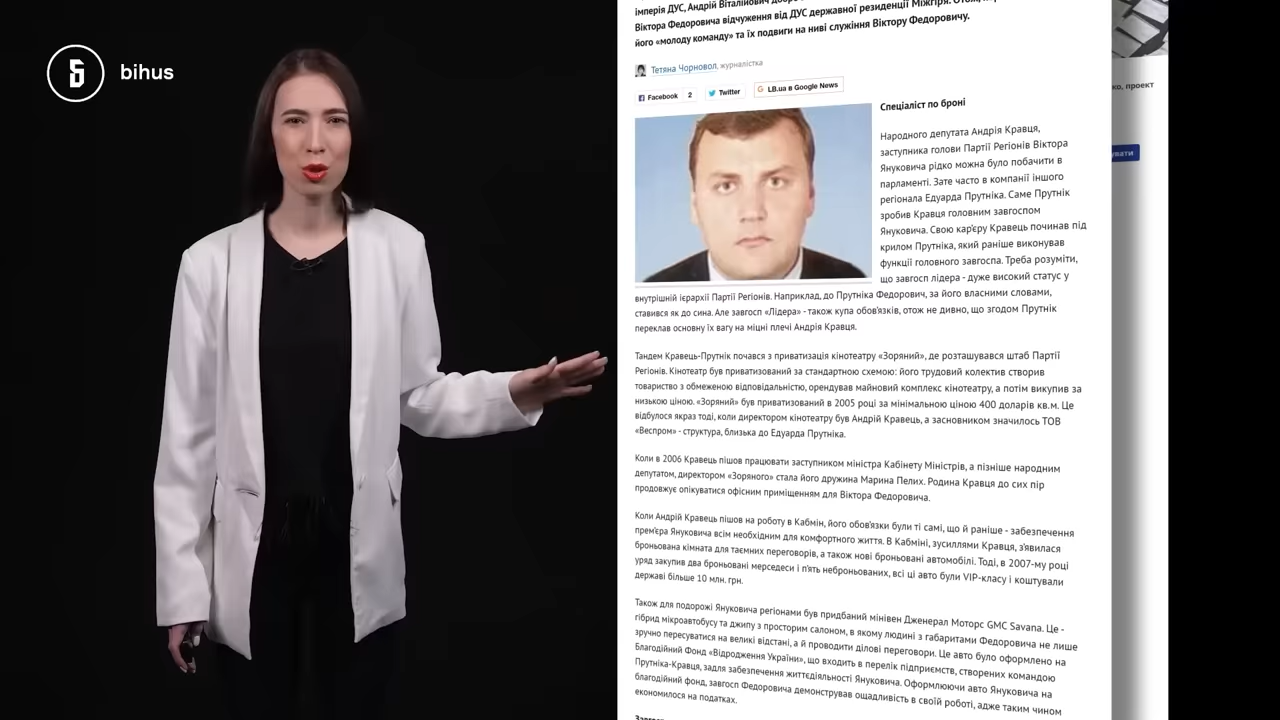 bihus
імперія ДУС, Андрій Віталійович
Віктора Федоровича відчуження від ДУС державної резиденції Міжгіря. Отож,
його «молоду команду» та їх подвиги на ниві служіння Віктору Федоровичу.
Тетяна Чорновол, журналістка
Facebook 2 Twitter LB.ua в Google News
ко, проект
увати
Спеціаліст по броні
Народного депутата Андрія Кравця,
заступника голови Партії Регіонів Віктора
Януковича рідко можна було побачити в
парламенті. Зате часто в компанії іншого
регіонала Едуарда Прутніка. Саме Прутнік
зробив Кравця головним завгоспом
Януковича. Свою кар'єру Кравець починав під
крилом Прутніка, який раніше виконував
функції головного завгоспа. Треба розуміти,
що завгосп лідера - дуже високий статус у
внутрішній ієрархії Партії Регіонів. Наприклад, до Прутніка Федорович, за його власними словами,
ставився як до сина. Але завгосп «Лідера» - також купа обов'язків, отож не дивно, що згодом Прутнік
переклав основну їх вагу на міцні плечі Андрія Кравця.
Тандем Кравець-Прутнік почався з приватизація кінотеатру «Зоряний», де розташувався штаб Партії
Регіонів. Кінотеатр був приватизований за стандартною схемою: його трудовий колектив створив
товариство з обмеженою відповідальністю, орендував майновий комплекс кінотеатру, а потім викупив за
низькою ціною. «Зоряний» був приватизований в 2005 році за мінімальною ціною 400 доларів кв.м. Це
відбулося якраз тоді, коли директором кінотеатру був Андрій Кравець, а засновником значилось ТОВ
«Веспром» - структура, близька до Едуарда Прутніка.
Коли в 2006 Кравець пішов працювати заступником міністра Кабінету Міністрів, а пізніше народним
депутатом, директором «Зоряного» стала його дружина Марина Пелих. Родина Кравця до сих пір
продовжує опікуватися офісним приміщенням для Віктора Федоровича.
Коли Андрій Кравець пішов на роботу в Кабмін, його обов'язки були ті самі, що й раніше - забезпечення
прем'єра Януковича всім необхідним для комфортного життя. В Кабміні, зусиллями Кравця, з'явилася
броньована кімната для таємних переговорів, а також нові броньовані автомобілі. Тоді, в 2007-му році
уряд закупив два броньовані мерседеси і п'ять неброньованих, всі ці авто були VIP-класу і коштували
державі більше 10 млн. грн.
Також для подорожі Януковича регіонами був придбаний мінівен Дженерал Моторс GMC Savana. Це -
гібрид мікроавтобусу та джипу з просторим салоном, в якому людині з габаритами Федоровича не лише
зручно пересуватися на великі відстані, а й проводити ділові переговори. Це авто було оформлено на
Благодійний Фонд «Відродження України», що входить в перелік підприємств, створених командою
Прутніка-Кравця, задля забезпечення життєдіяльності Януковича. Оформлюючи авто Януковича на
благодійний фонд, завгосп Федоровича демонстрував ощадливість в своїй роботі, адже таким чином
економилося на податках.